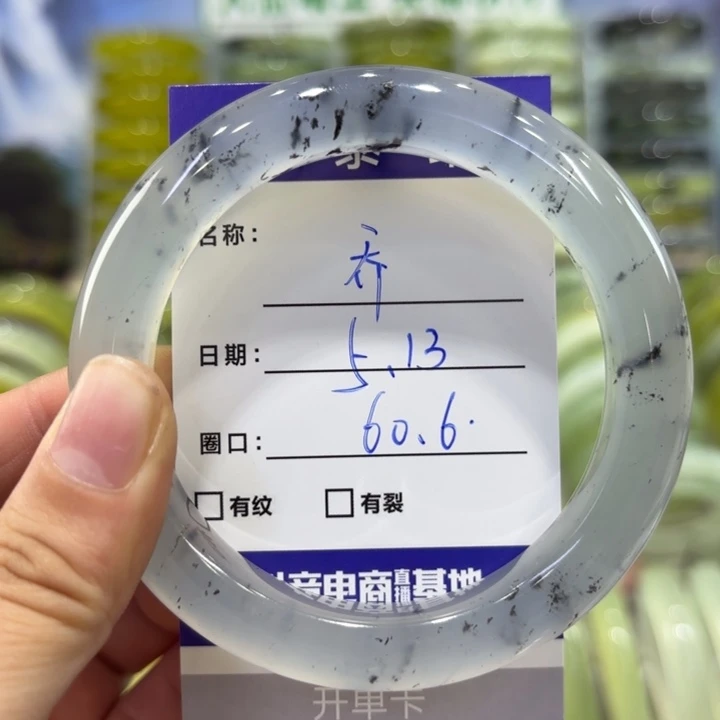 名称：乔
日期：5.13
圈口：60.6.
□有纹 □有裂
电商直播基地
开单卡